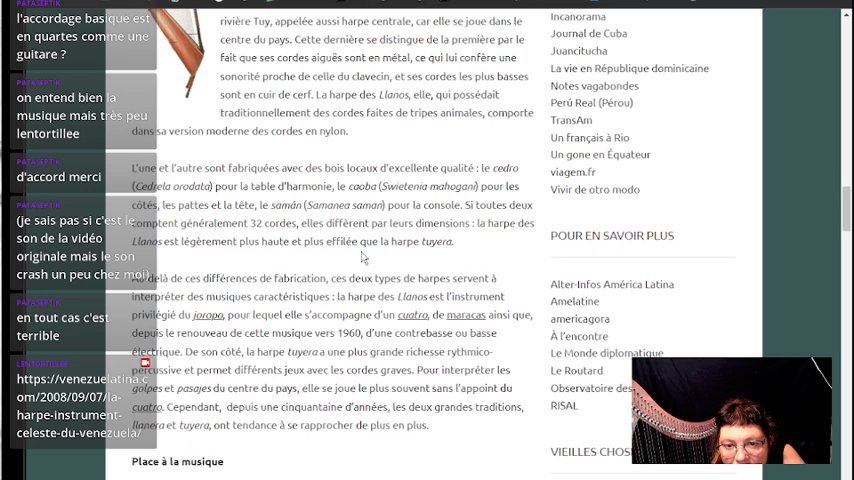 PATASEPTIK
l'accordage basique est
en quartes comme une
guitare ?
PATASEPTIK
on entend bien la
musique mais très peu
lentortillee
PATASEPTIK
d'accord merci
PATASEPTIK
(je sais pas si c'est le
son de la vidéo
originale mais le son
crash un peu chez moi)
PATASEPTIK
en tout cas c'est
terrible
LENTORTILLEE
https://venezuelatina.c
om/2008/09/07/la-
harpe-instrument-
celeste-du-venezuela/
rivière Tuy, appelée aussi harpe centrale, car elle se joue dans le
centre du pays. Cette dernière se distingue de la première par le
fait que ses cordes aiguës sont en métal, ce qui lui confère une
sonorité proche de celle du clavecin, et ses cordes les plus basses
sont en cuir de cerf. La harpe des Llanos, elle, qui possédait
traditionnellement des cordes faites de tripes animales, comporte
dans sa version moderne des cordes en nylon.
L'une et l'autre sont fabriquées avec des bois locaux d'excellente qualité : le cedro
(Cedrela orodata) pour la table d'harmonie, le caoba (Swietenia mahogani) pour les
côtés, les pattes et la tête, le samán (Samanea saman) pour la console. Si toutes deux
comptent généralement 32 cordes, elles diffèrent par leurs dimensions : la harpe des
Llanos est légèrement plus haute et plus effilée que la harpe tuyera.
Au delà de ces différences de fabrication, ces deux types de harpes servent à
interpréter des musiques caractéristiques : la harpe des Llanos est l'instrument
privilégié du joropo, pour lequel elle s'accompagne d'un cuatro, de maracas ainsi que,
depuis le renouveau de cette musique vers 1960, d'une contrebasse ou basse
électrique. De son côté, la harpe tuyera a une plus grande richesse rythmico-
percussive et permet différents jeux avec les cordes graves. Pour interpréter les
golpes et pasajes du centre du pays, elle se joue le plus souvent sans l'appoint du
cuatro. Cependant, depuis une cinquantaine d'années, les deux grandes traditions,
llanera et tuyera, ont tendance à se rapprocher de plus en plus.
Place à la musique
Incanorama
Journal de Cuba
Juancitucha
La vie en République dominicaine
Notes vagabondes
Perú Real (Pérou)
TransAm
Un français à Rio
Un gone en Équateur
viagem.fr
Vivir de otro modo
POUR EN SAVOIR PLUS
Alter-Infos América Latina
Amelatine
americagora
À l'encontre
Le Monde diplomatique
Le Routard
Observatoire des
RISAL
VIEILLES CHOS